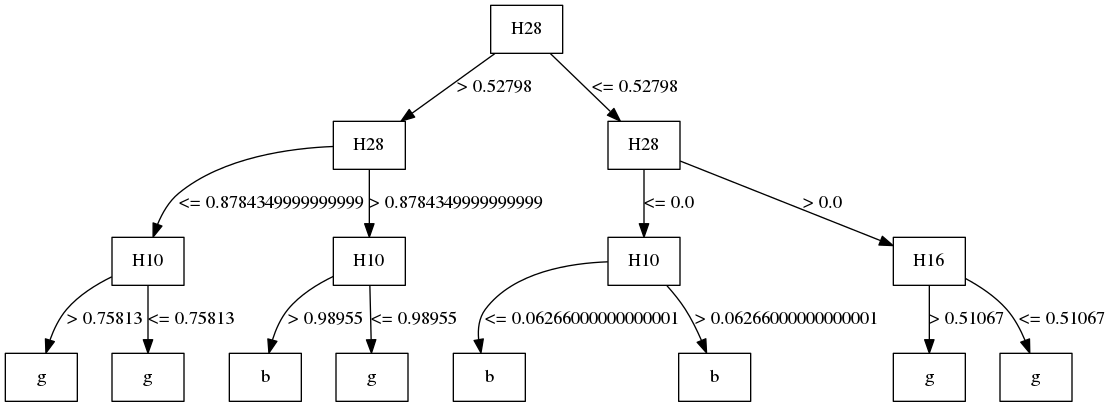 H28
> 0.52798
<= 0.52798
H28
H28
<= 0.8784349999999999
> 0.8784349999999999
<= 0.0
> 0.0
H10
H10
H10
H16
> 0.75813
<= 0.75813
> 0.98955
<= 0.98955
<= 0.06266000000000001
> 0.06266000000000001
> 0.51067
<= 0.51067
g
g
b
g
b
b
g
g